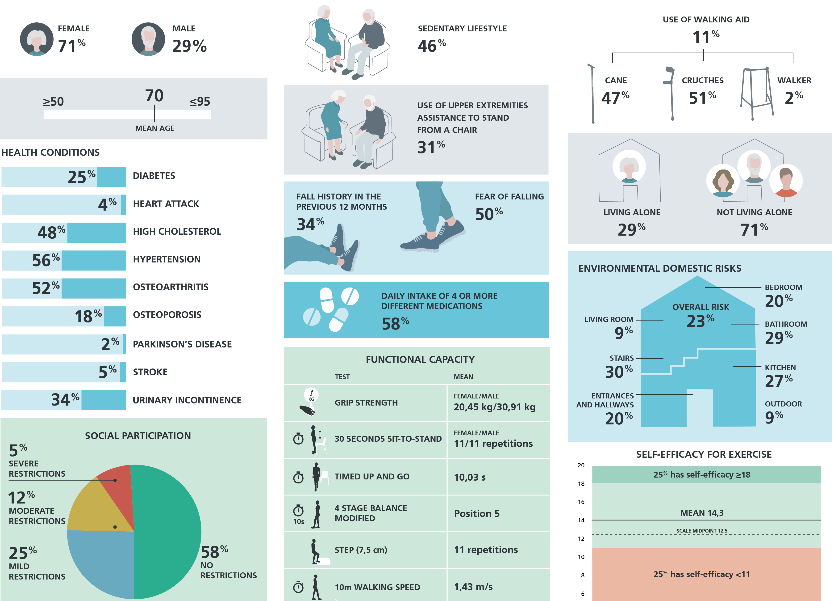 FEMALE
71%
MALE
29%
≥50
70
≤95
MEAN AGE
HEALTH CONDITIONS
25% DIABETES
4% HEART ATTACK
48% HIGH CHOLESTEROL
56% HYPERTENSION
52% OSTEOARTHRITIS
18% OSTEOPOROSIS
2% PARKINSON'S DISEASE
5% STROKE
34% URINARY INCONTINENCE
SOCIAL PARTICIPATION
5%
SEVERE
RESTRICTIONS
12%
MODERATE
RESTRICTIONS
25%
MILD
RESTRICTIONS
58%
NO
RESTRICTIONS
SEDENTARY LIFESTYLE
46%
USE OF UPPER EXTREMITIES
ASSISTANCE TO STAND
FROM A CHAIR
31%
FALL HISTORY IN THE
PREVIOUS 12 MONTHS
34%
FEAR OF FALLING
50%
DAILY INTAKE OF 4 OR MORE
DIFFERENT MEDICATIONS
58%
FUNCTIONAL CAPACITY
TEST MEAN
GRIP STRENGTH
FEMALE/MALE
20,45 kg/30,91 kg
30 SECONDS SIT-TO-STAND
FEMALE/MALE
11/11 repetitions
TIMED UP AND GO
10,03 s
10s
4 STAGE BALANCE
MODIFIED
Position 5
STEP (7,5 cm)
11 repetitions
10m WALKING SPEED
1,43 m/s
USE OF WALKING AID
11%
CANE
47%
CRUCTHES
51%
WALKER
2%
LIVING ALONE
29%
NOT LIVING ALONE
71%
ENVIRONMENTAL DOMESTIC RISKS
OVERALL RISK
23%
BEDROOM
20%
LIVING ROOM
9%
BATHROOM
29%
STAIRS
30%
KITCHEN
27%
ENTRANCES
AND HALLWAYS
20%
OUTDOOR
9%
SELF-EFFICACY FOR EXERCISE
20
18
16
14
12
10
8
6
25% has self-efficacy ≥18
MEAN 14,3
SCALE MIDPOINT 12.5
25% has self-efficacy <11